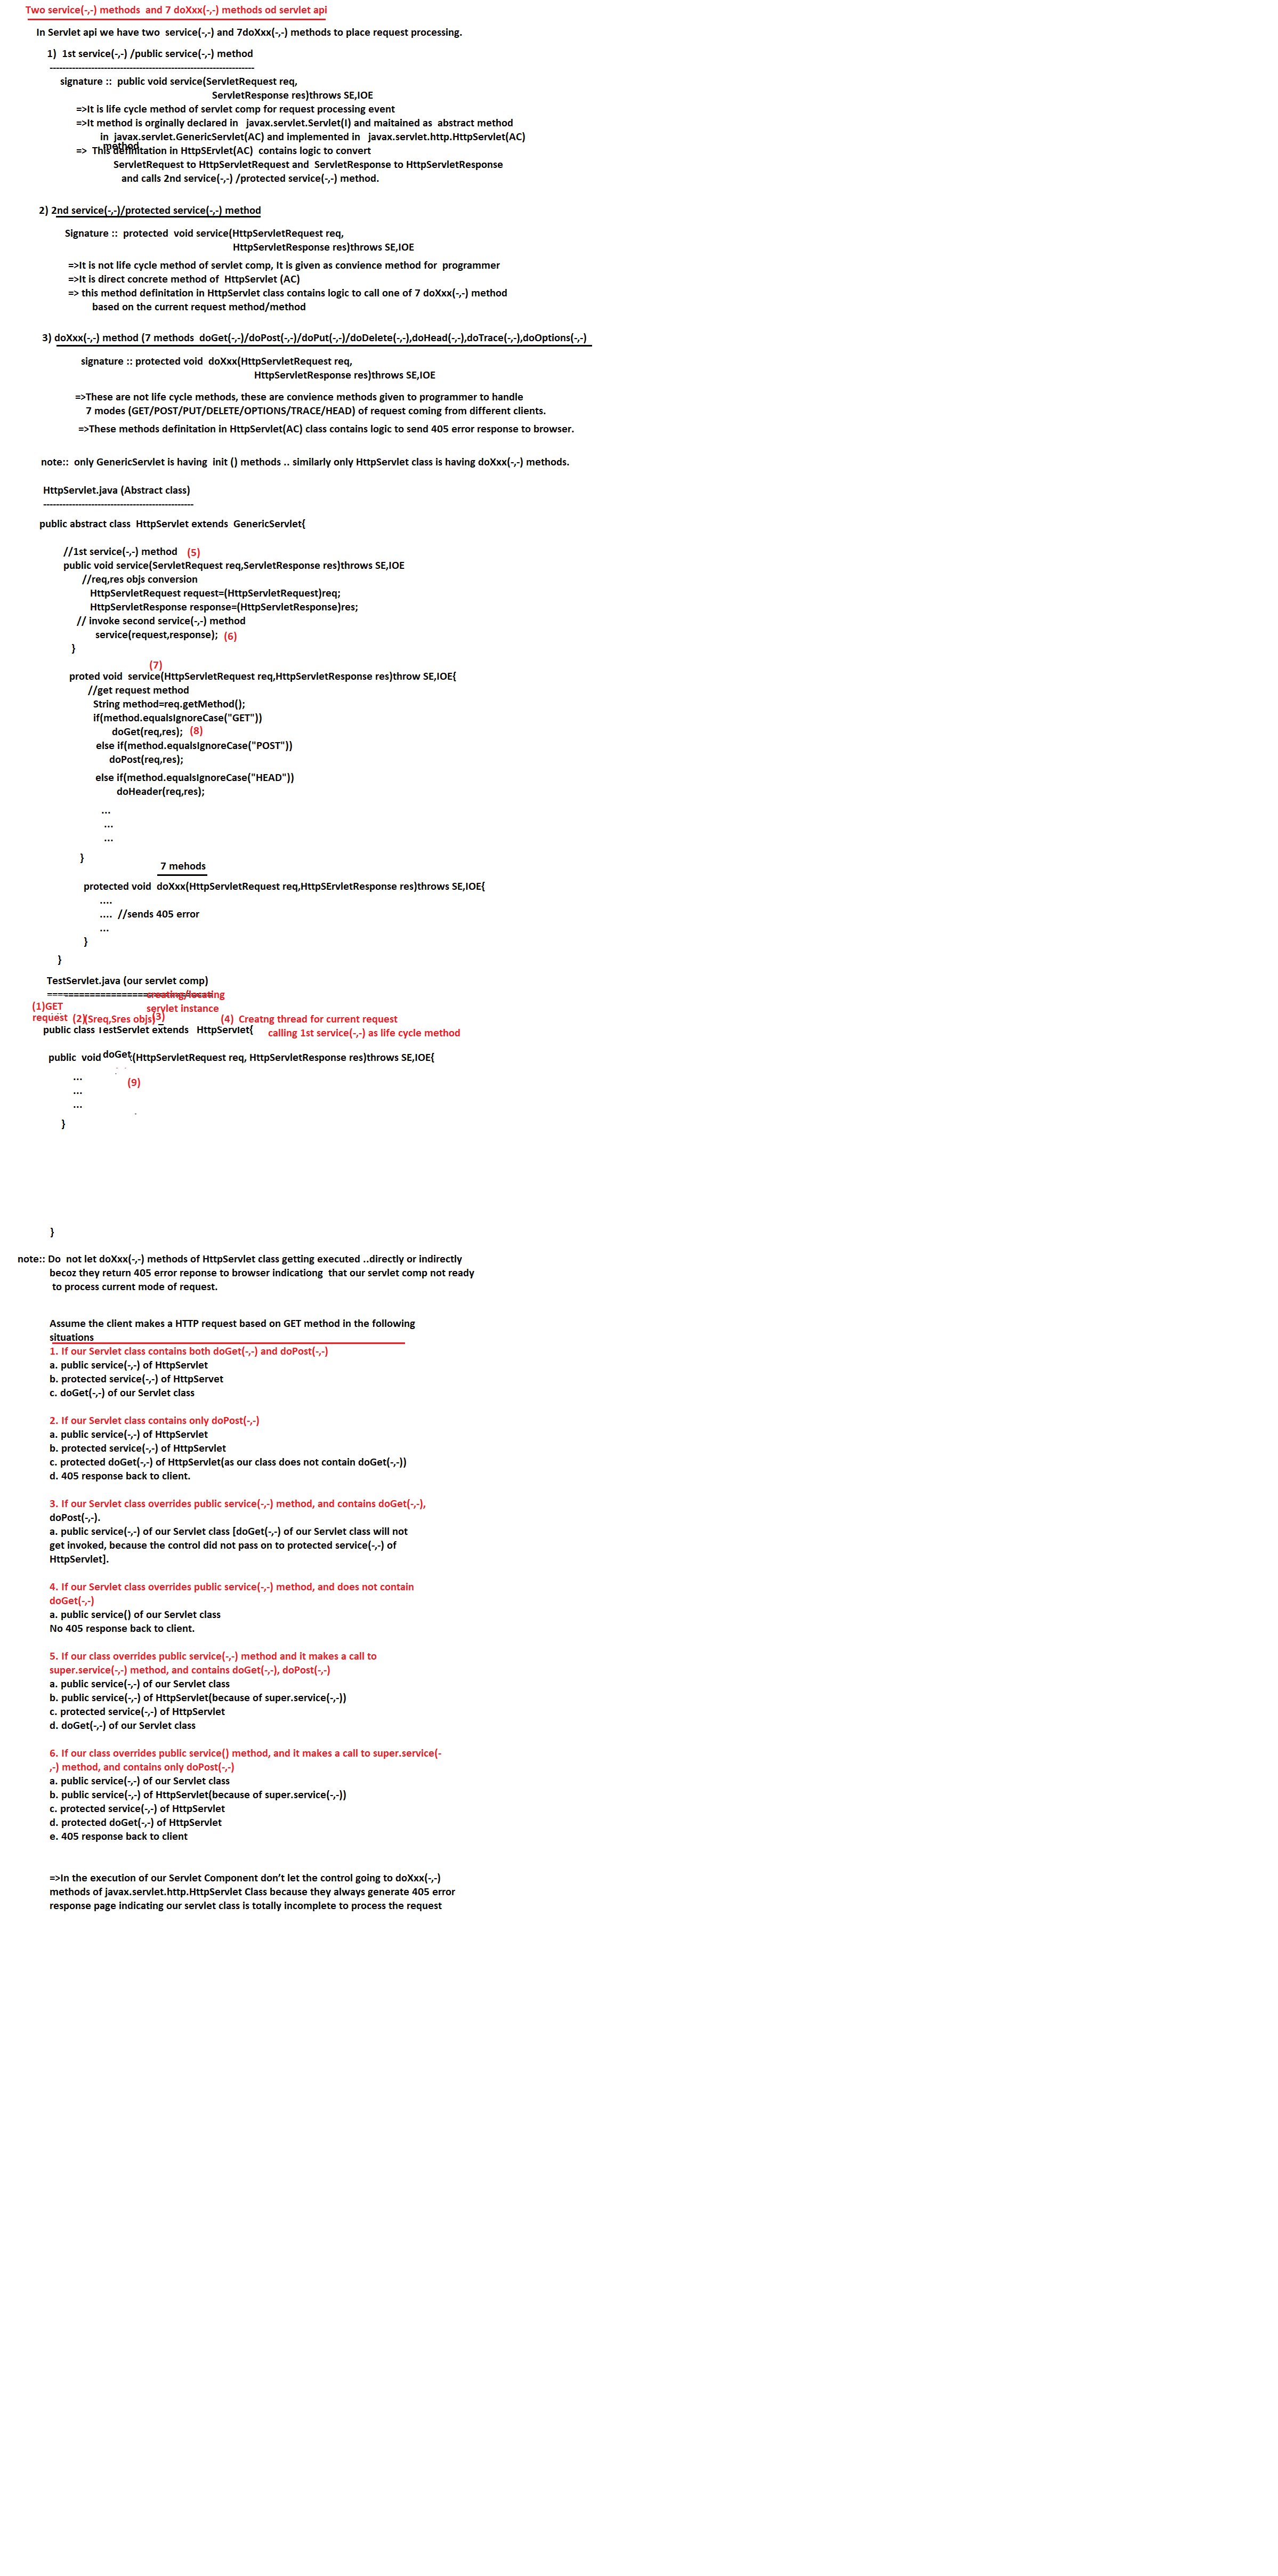 Two service(-,-) methods  and 7 doXxx(-,-) methods od servlet api
In Servlet api we have two  service(-,-) and 7doXxx(-,-) methods to place request processing.
1)  1st service(-,-) /public service(-,-) method
----------------------------------------------------------------
signature ::  public void service(ServletRequest req,
ServletResponse res)throws SE,IOE
=>It is life cycle method of servlet comp for request processing event
=>It method is orginally declared in   javax.servlet.Servlet(I) and maitained as  abstract method
in  javax.servlet.GenericServlet(AC) and implemented in   javax.servlet.http.HttpServlet(AC)
method
=>  This definitation in HttpSErvlet(AC)  contains logic to convert
ServletRequest to HttpServletRequest and  ServletResponse to HttpServletResponse
and calls 2nd service(-,-) /protected service(-,-) method.
2) 2nd service(-,-)/protected service(-,-) method
Signature ::  protected  void service(HttpServletRequest req,
HttpServletResponse res)throws SE,IOE
=>It is not life cycle method of servlet comp, It is given as convience method for  programmer
=>It is direct concrete method of  HttpServlet (AC)
=> this method definitation in HttpServlet class contains logic to call one of 7 doXxx(-,-) method
based on the current request method/method
3) doXxx(-,-) method (7 methods  doGet(-,-)/doPost(-,-)/doPut(-,-)/doDelete(-,-),doHead(-,-),doTrace(-,-),doOptions(-,-)
signature :: protected void  doXxx(HttpServletRequest req,
HttpServletResponse res)throws SE,IOE
=>These are not life cycle methods, these are convience methods given to programmer to handle
7 modes (GET/POST/PUT/DELETE/OPTIONS/TRACE/HEAD) of request coming from different clients.
=>These methods definitation in HttpServlet(AC) class contains logic to send 405 error response to browser.
note::  only GenericServlet is having  init () methods .. similarly only HttpServlet class is having doXxx(-,-) methods.
HttpServlet.java (Abstract class)
-----------------------------------------------
public abstract class  HttpServlet extends  GenericServlet{
//1st service(-,-) method   (5)
public void service(ServletRequest req,ServletResponse res)throws SE,IOE
//req,res objs conversion
HttpServletRequest request=(HttpServletRequest)req;
HttpServletResponse response=(HttpServletResponse)res;
// invoke second service(-,-) method
service(request,response);  (6)
}
(7)
proted void  service(HttpServletRequest req,HttpServletResponse res)throw SE,IOE{
//get request method
String method=req.getMethod();
if(method.equalsIgnoreCase("GET"))
doGet(req,res);  (8)
else if(method.equalsIgnoreCase("POST"))
doPost(req,res);
else if(method.equalsIgnoreCase("HEAD"))
doHeader(req,res);
...
...
...
}
7 mehods
protected void  doXxx(HttpServletRequest req,HttpSErvletResponse res)throws SE,IOE{
....
....  //sends 405 error
...
}
}
TestServlet.java (our servlet comp)
===============================
creating/locating
servlet instance
(1)GET
request  (2)(Sreq,Sres objs)(3)
(4)  Creatng thread for current request
calling 1st service(-,-) as life cycle method
public class TestServlet extends   HttpServlet{
public  void doGet (HttpServletRequest req, HttpServletResponse res)throws SE,IOE{
...
(9)
...
...
}
}
note:: Do  not let doXxx(-,-) methods of HttpServlet class getting executed ..directly or indirectly
becoz they return 405 error reponse to browser indicationg  that our servlet comp not ready
to process current mode of request.
Assume the client makes a HTTP request based on GET method in the following
situations
1. If our Servlet class contains both doGet(-,-) and doPost(-,-)
a. public service(-,-) of HttpServlet
b. protected service(-,-) of HttpServet
c. doGet(-,-) of our Servlet class
2. If our Servlet class contains only doPost(-,-)
a. public service(-,-) of HttpServlet
b. protected service(-,-) of HttpServlet
c. protected doGet(-,-) of HttpServlet(as our class does not contain doGet(-,-))
d. 405 response back to client.
3. If our Servlet class overrides public service(-,-) method, and contains doGet(-,-),
doPost(-,-).
a. public service(-,-) of our Servlet class [doGet(-,-) of our Servlet class will not
get invoked, because the control did not pass on to protected service(-,-) of
HttpServlet].
4. If our Servlet class overrides public service(-,-) method, and does not contain
doGet(-,-)
a. public service() of our Servlet class
No 405 response back to client.
5. If our class overrides public service(-,-) method and it makes a call to
super.service(-,-) method, and contains doGet(-,-), doPost(-,-)
a. public service(-,-) of our Servlet class
b. public service(-,-) of HttpServlet(because of super.service(-,-))
c. protected service(-,-) of HttpServlet
d. doGet(-,-) of our Servlet class
6. If our class overrides public service() method, and it makes a call to super.service(-
,-) method, and contains only doPost(-,-)
a. public service(-,-) of our Servlet class
b. public service(-,-) of HttpServlet(because of super.service(-,-))
c. protected service(-,-) of HttpServlet
d. protected doGet(-,-) of HttpServlet
e. 405 response back to client
=>In the execution of our Servlet Component don’t let the control going to doXxx(-,-)
methods of javax.servlet.http.HttpServlet Class because they always generate 405 error
response page indicating our servlet class is totally incomplete to process the request